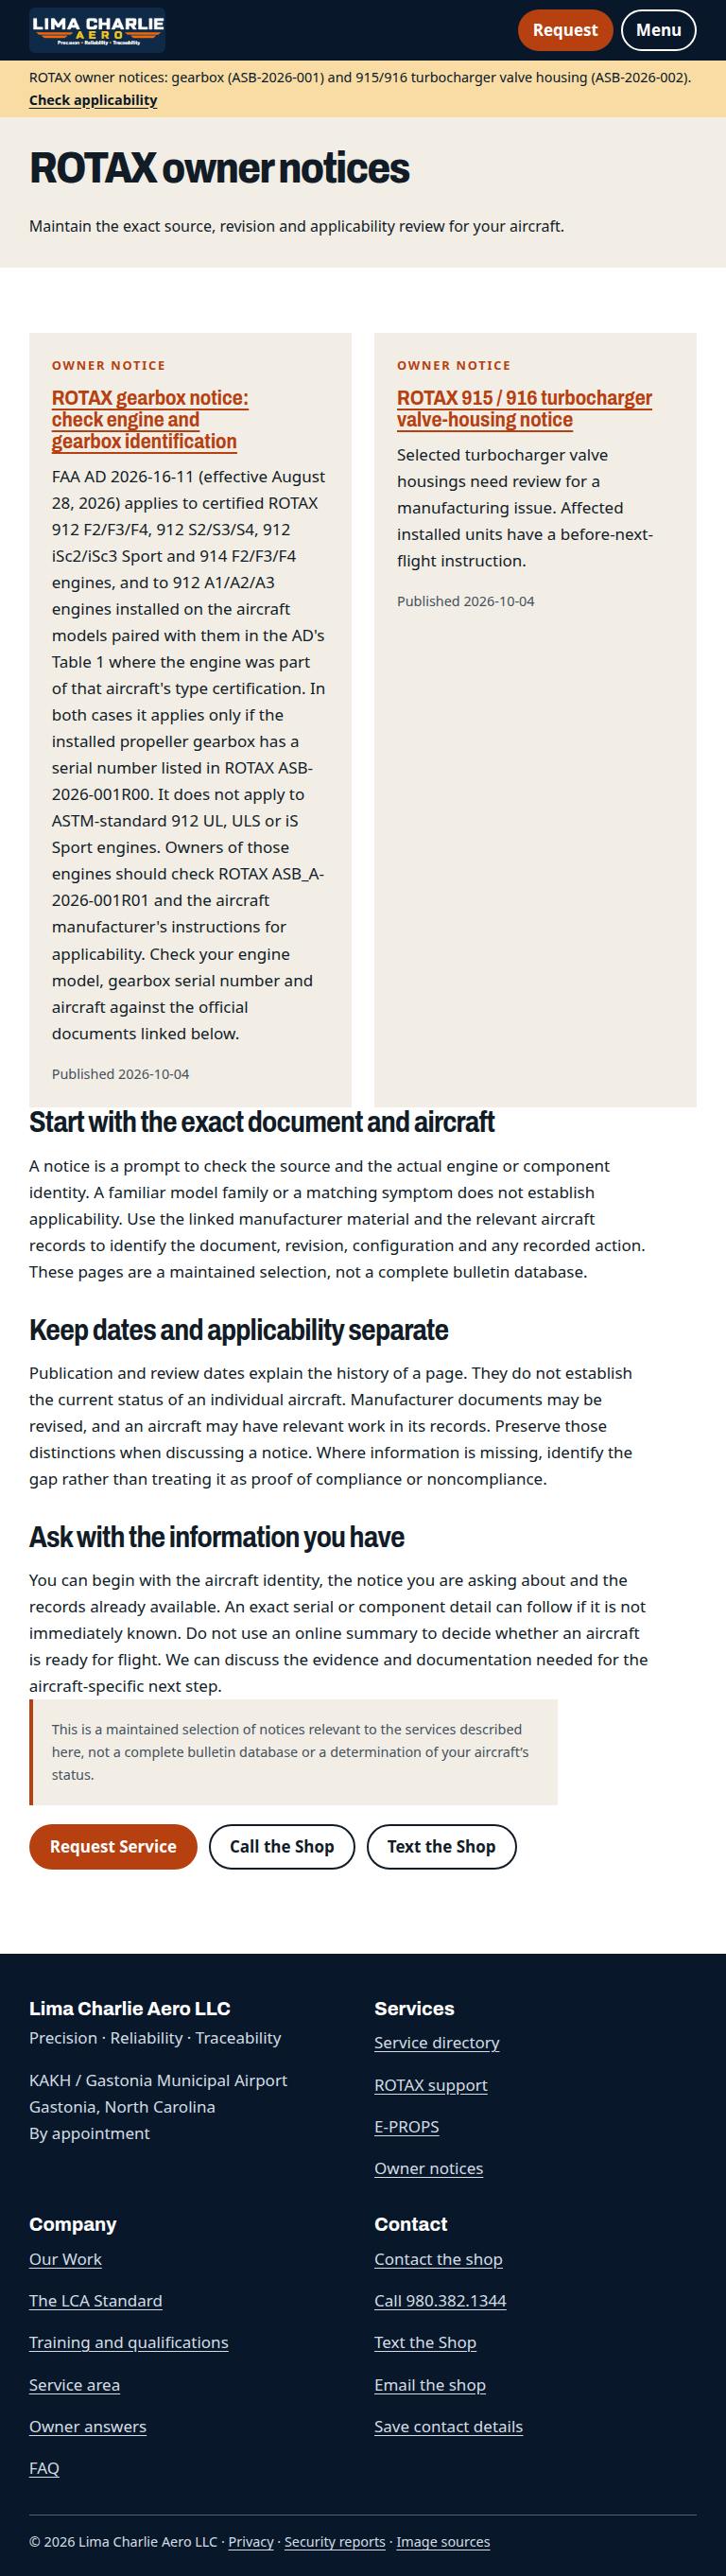 LIMA CHARLIE
AERO
Precision • Reliability • Traceability
Request
Menu
ROTAX owner notices: gearbox (ASB-2026-001) and 915/916 turbocharger valve housing (ASB-2026-002).
Check applicability
ROTAX owner notices
Maintain the exact source, revision and applicability review for your aircraft.
OWNER NOTICE
ROTAX gearbox notice:
check engine and
gearbox identification
FAA AD 2026-16-11 (effective August
28, 2026) applies to certified ROTAX
912 F2/F3/F4, 912 S2/S3/S4, 912
iSc2/iSc3 Sport and 914 F2/F3/F4
engines, and to 912 A1/A2/A3
engines installed on the aircraft
models paired with them in the AD's
Table 1 where the engine was part
of that aircraft's type certification. In
both cases it applies only if the
installed propeller gearbox has a
serial number listed in ROTAX ASB-
2026-001R00. It does not apply to
ASTM-standard 912 UL, ULS or iS
Sport engines. Owners of those
engines should check ROTAX ASB_A-
2026-001R01 and the aircraft
manufacturer's instructions for
applicability. Check your engine
model, gearbox serial number and
aircraft against the official
documents linked below.
Published 2026-10-04
OWNER NOTICE
ROTAX 915 / 916 turbocharger
valve-housing notice
Selected turbocharger valve
housings need review for a
manufacturing issue. Affected
installed units have a before-next-
flight instruction.
Published 2026-10-04
Start with the exact document and aircraft
A notice is a prompt to check the source and the actual engine or component
identity. A familiar model family or a matching symptom does not establish
applicability. Use the linked manufacturer material and the relevant aircraft
records to identify the document, revision, configuration and any recorded action.
These pages are a maintained selection, not a complete bulletin database.
Keep dates and applicability separate
Publication and review dates explain the history of a page. They do not establish
the current status of an individual aircraft. Manufacturer documents may be
revised, and an aircraft may have relevant work in its records. Preserve those
distinctions when discussing a notice. Where information is missing, identify the
gap rather than treating it as proof of compliance or noncompliance.
Ask with the information you have
You can begin with the aircraft identity, the notice you are asking about and the
records already available. An exact serial or component detail can follow if it is not
immediately known. Do not use an online summary to decide whether an aircraft
is ready for flight. We can discuss the evidence and documentation needed for the
aircraft-specific next step.
This is a maintained selection of notices relevant to the services described
here, not a complete bulletin database or a determination of your aircraft’s
status.
Request Service
Call the Shop
Text the Shop
Lima Charlie Aero LLC
Precision · Reliability · Traceability
KAKH / Gastonia Municipal Airport
Gastonia, North Carolina
By appointment
Services
Service directory
ROTAX support
E-PROPS
Owner notices
Company
Our Work
The LCA Standard
Training and qualifications
Service area
Owner answers
FAQ
Contact
Contact the shop
Call 980.382.1344
Text the Shop
Email the shop
Save contact details
© 2026 Lima Charlie Aero LLC · Privacy · Security reports · Image sources